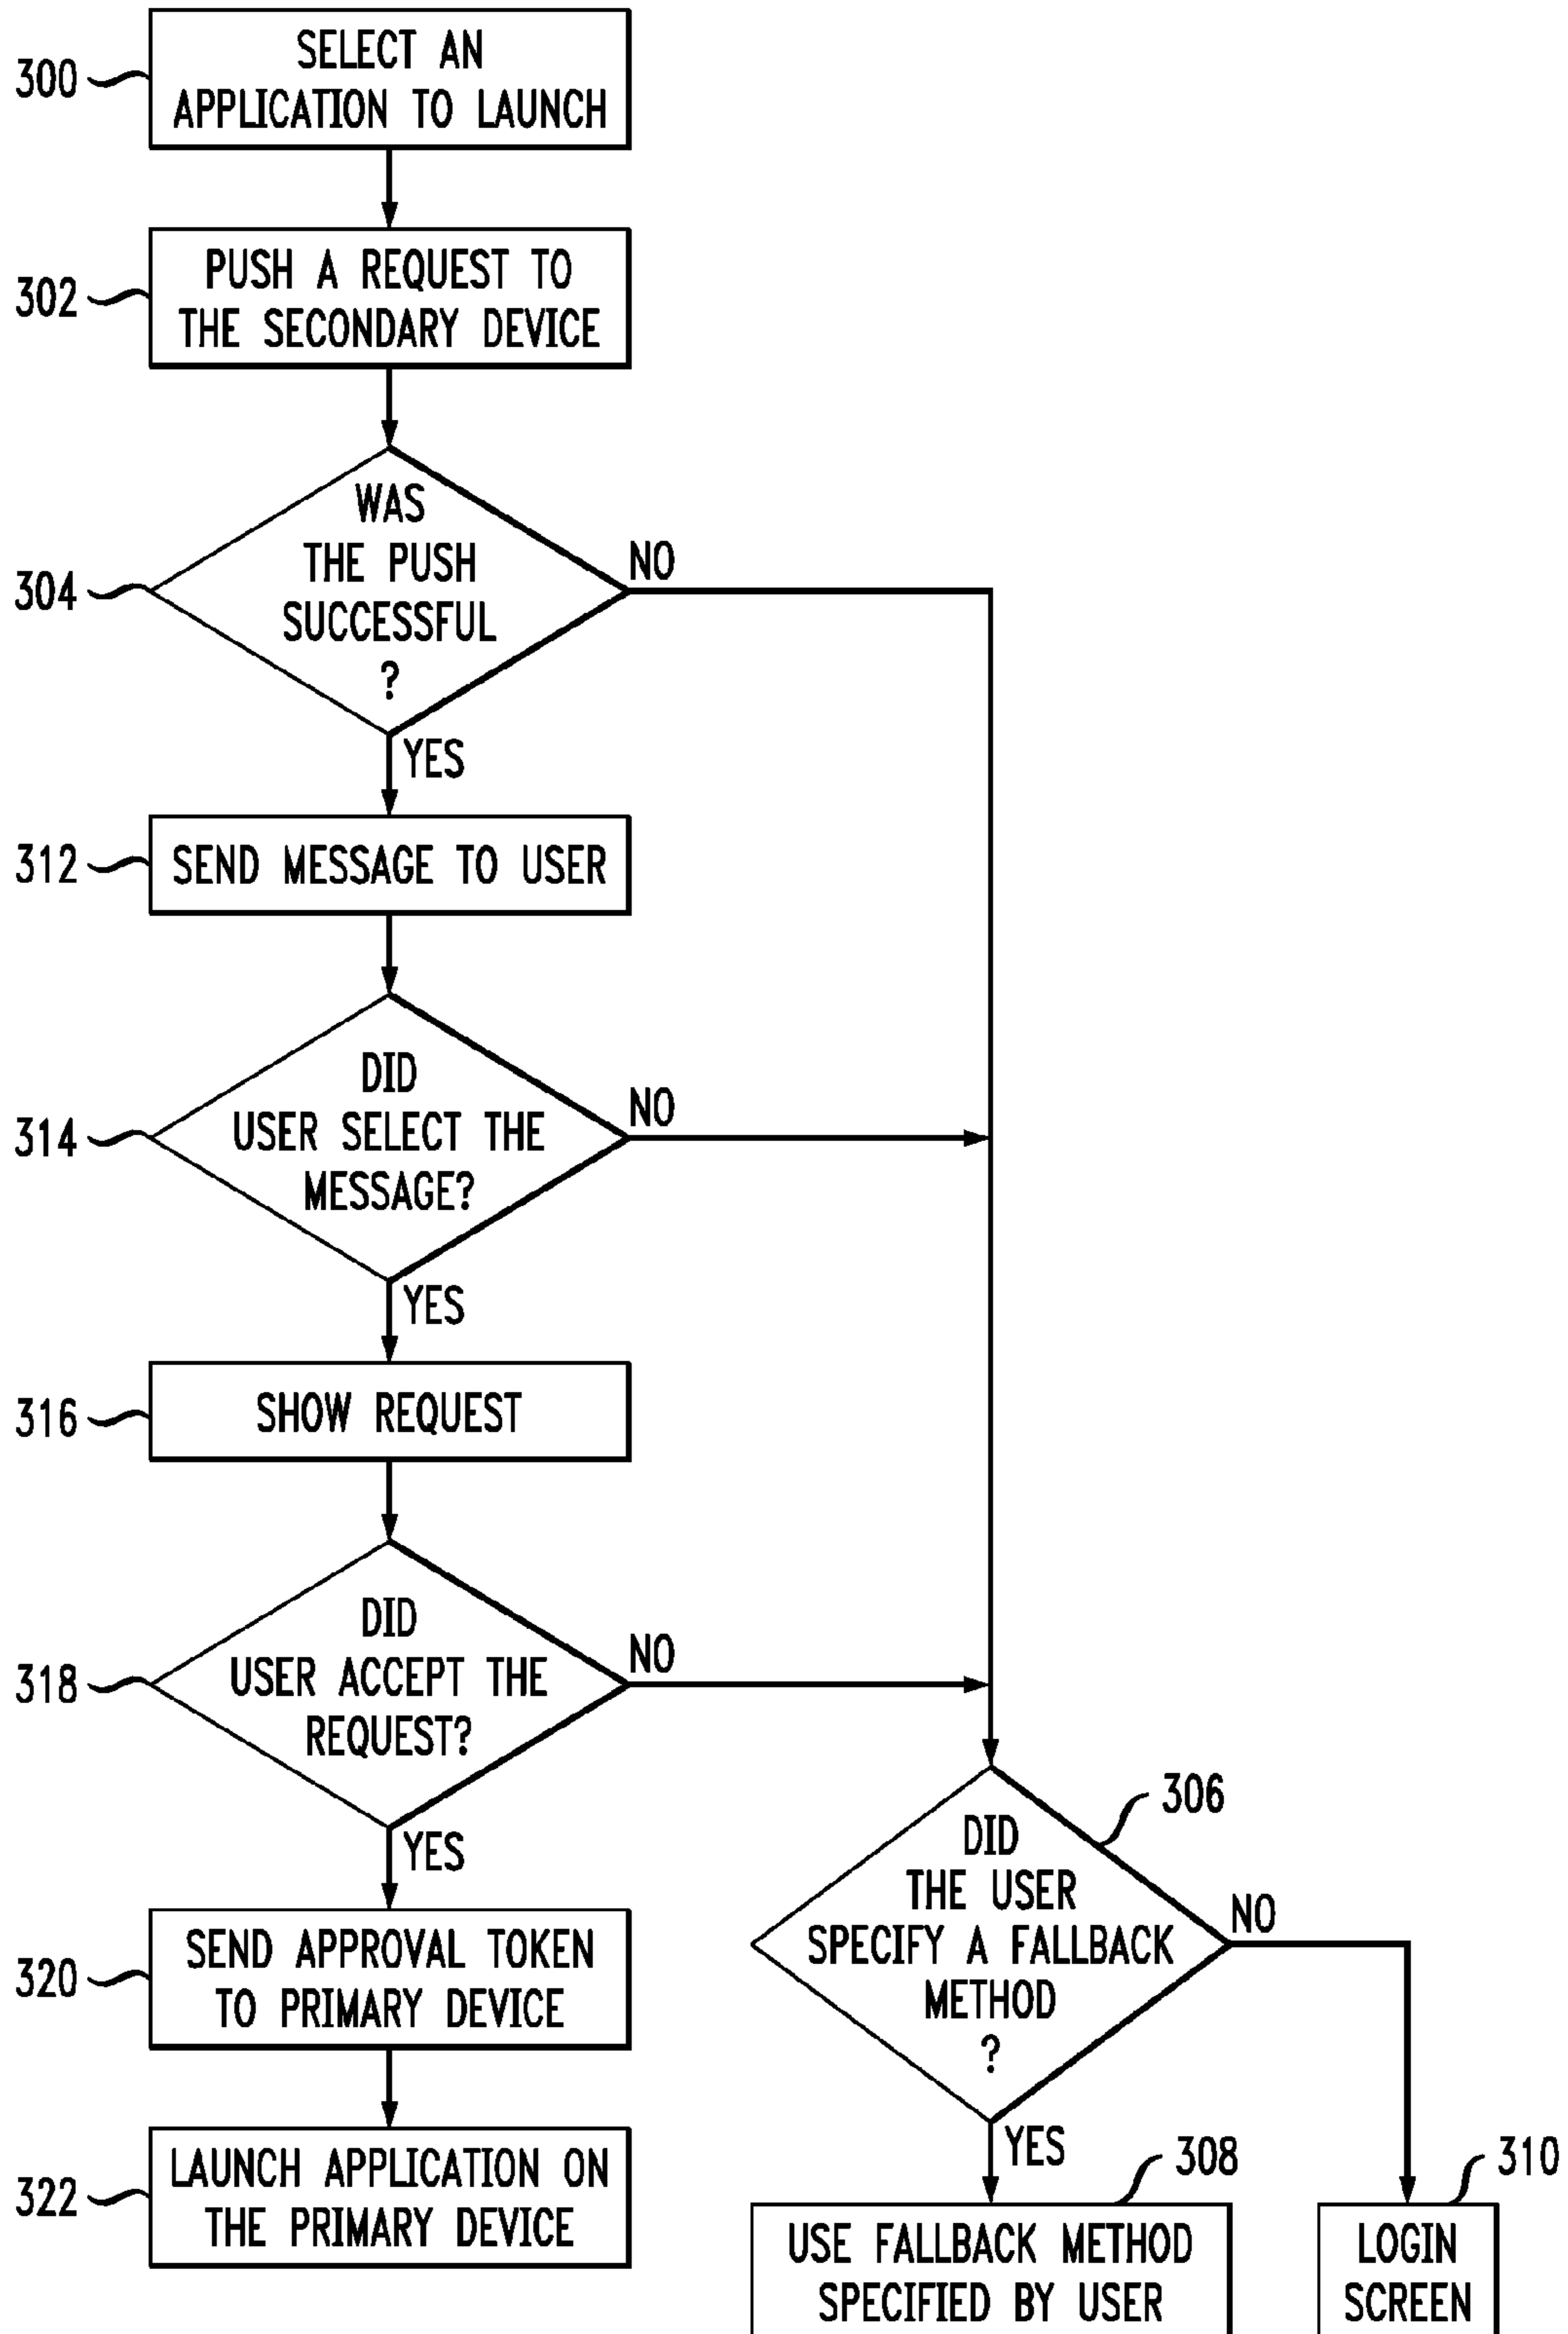 300
SELECT AN
APPLICATION TO LAUNCH
302
PUSH A REQUEST TO
THE SECONDARY DEVICE
304
WAS
THE PUSH
SUCCESSFUL
?
NO
YES
312
SEND MESSAGE TO USER
314
DID
USER SELECT THE
MESSAGE?
NO
YES
316
SHOW REQUEST
318
DID
USER ACCEPT THE
REQUEST?
NO
YES
320
SEND APPROVAL TOKEN
TO PRIMARY DEVICE
322
LAUNCH APPLICATION ON
THE PRIMARY DEVICE
306
DID
THE USER
SPECIFY A FALLBACK
METHOD
?
NO
YES
308
USE FALLBACK METHOD
SPECIFIED BY USER
310
LOGIN
SCREEN